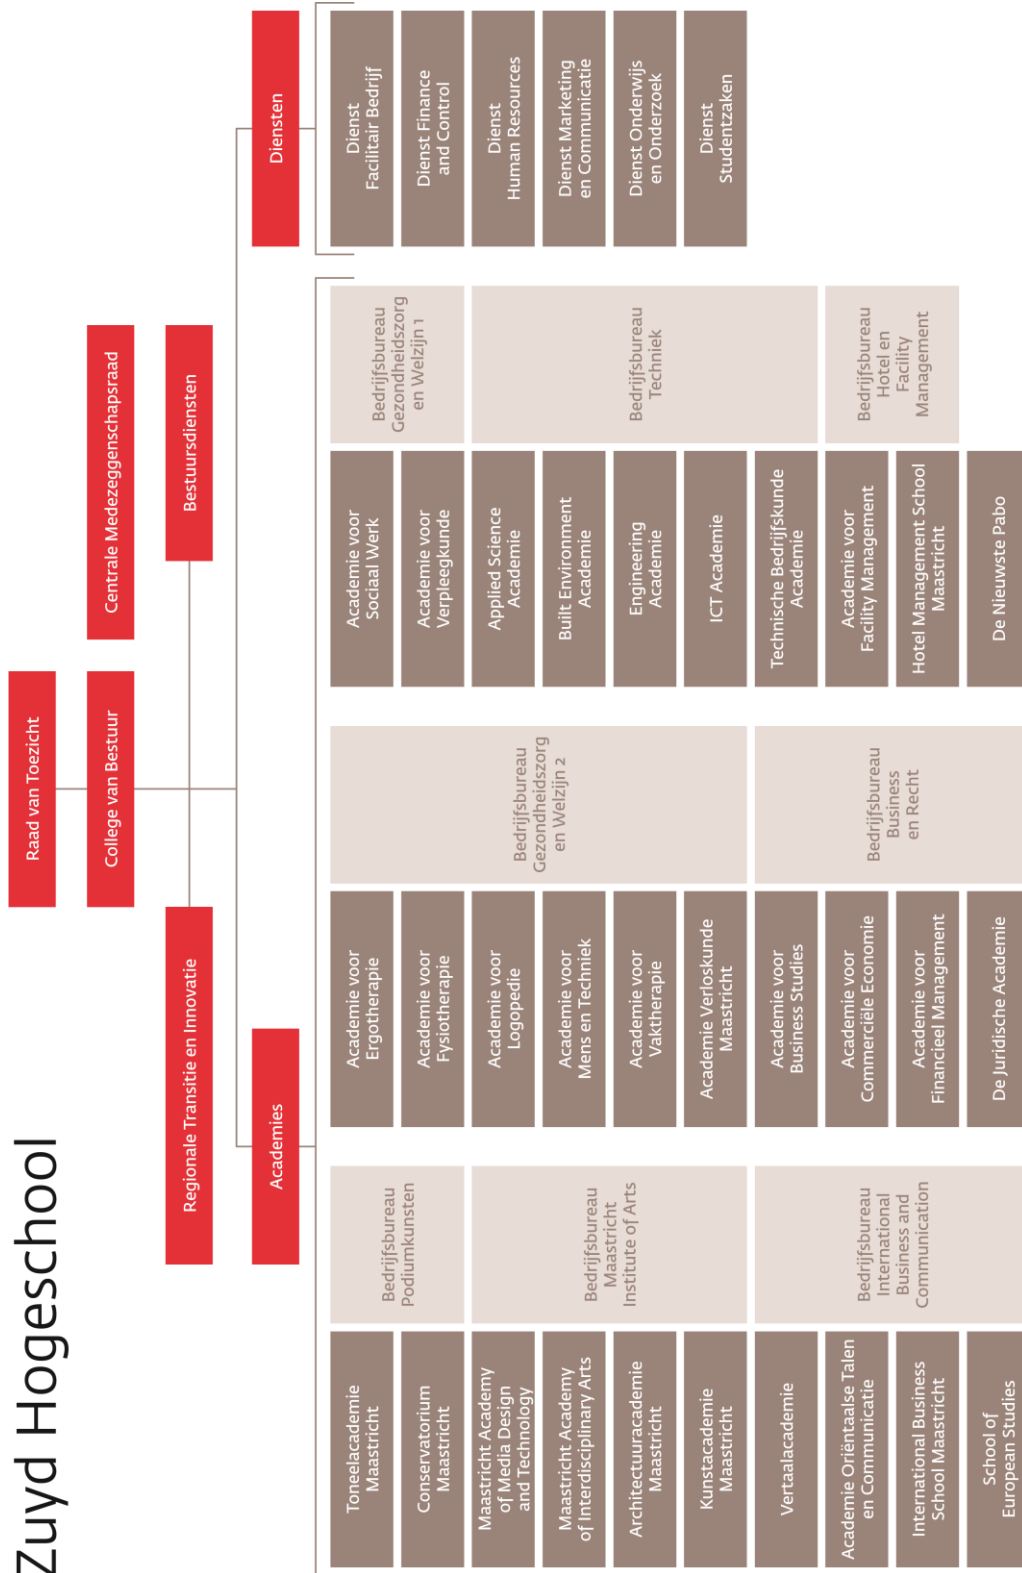 Zuyd Hogeschool
Raad van Toezicht
College van Bestuur
Centrale Medezeggenschapsraad
Regionale Transitie en Innovatie
Bestuursdiensten
Academies
Diensten
Toneelacademie
Maastricht
Conservatorium
Maastricht
Maastricht Academy
of Media Design
and Technology
Maastricht Academy
of Interdisciplinary Arts
Architectuuracademie
Maastricht
Kunstacademie
Maastricht
Vertaalacademie
Academie Oriëntaalse Talen
en Communicatie
International Business
School Maastricht
School of
European Studies
Bedrijfsbureau
Podiumkunsten
Bedrijfsbureau
Maastricht
Institute of Arts
Bedrijfsbureau
International
Business and
Communication
Academie voor
Ergotherapie
Academie voor
Fysiotherapie
Academie voor
Logopedie
Academie voor
Mens en Techniek
Academie voor
Vaktherapie
Academie Verloskunde
Maastricht
Academie voor
Business Studies
Academie voor
Commerciële Economie
Academie voor
Financieel Management
De Juridische Academie
Bedrijfsbureau
Gezondheidszorg
en Welzijn 2
Bedrijfsbureau
Business
en Recht
Academie voor
Sociaal Werk
Academie voor
Verpleegkunde
Applied Science
Academie
Built Environment
Academie
Engineering
Academie
ICT Academie
Technische Bedrijfskunde
Academie
Academie voor
Facility Management
Hotel Management School
Maastricht
De Nieuwste Pabo
Bedrijfsbureau
Gezondheidszorg
en Welzijn 1
Bedrijfsbureau
Techniek
Bedrijfsbureau
Hotel en
Facility
Management
Dienst
Facilitair Bedrijf
Dienst Finance
and Control
Dienst
Human Resources
Dienst Marketing
en Communicatie
Dienst Onderwijs
en Onderzoek
Dienst
Studentzaken